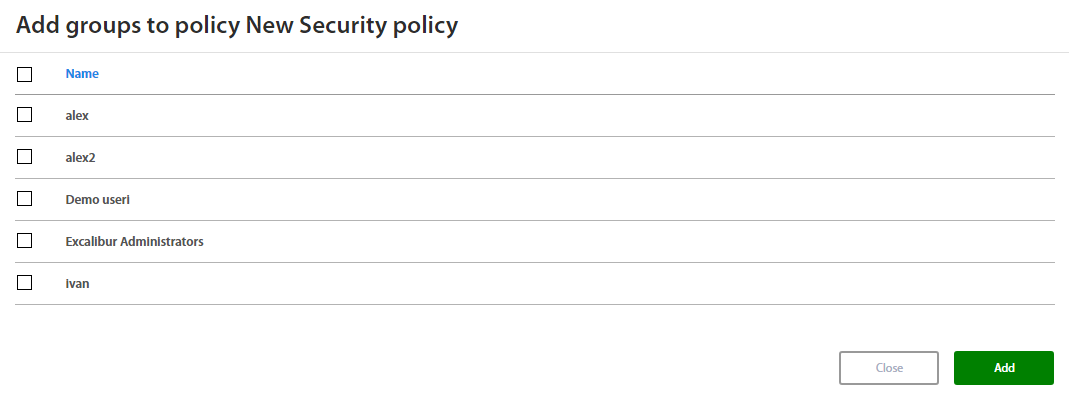 Add groups to policy New Security policy
Name
alex
alex2
Demo useri
Excalibur Administrators
ivan
Close
Add